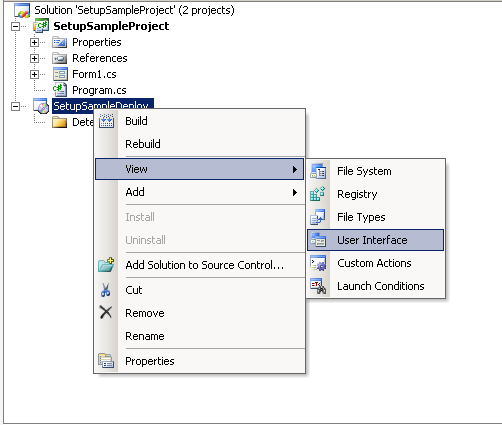 Solution 'SetupSampleProject' (2 projects)
SetupSampleProject
Properties
References
Form1.cs
Program.cs
SetupSampleDeploy
Dete
Build
Rebuild
View
Add
Install
Uninstall
Add Solution to Source Control...
Cut
Remove
Rename
Properties
File System
Registry
File Types
User Interface
Custom Actions
Launch Conditions